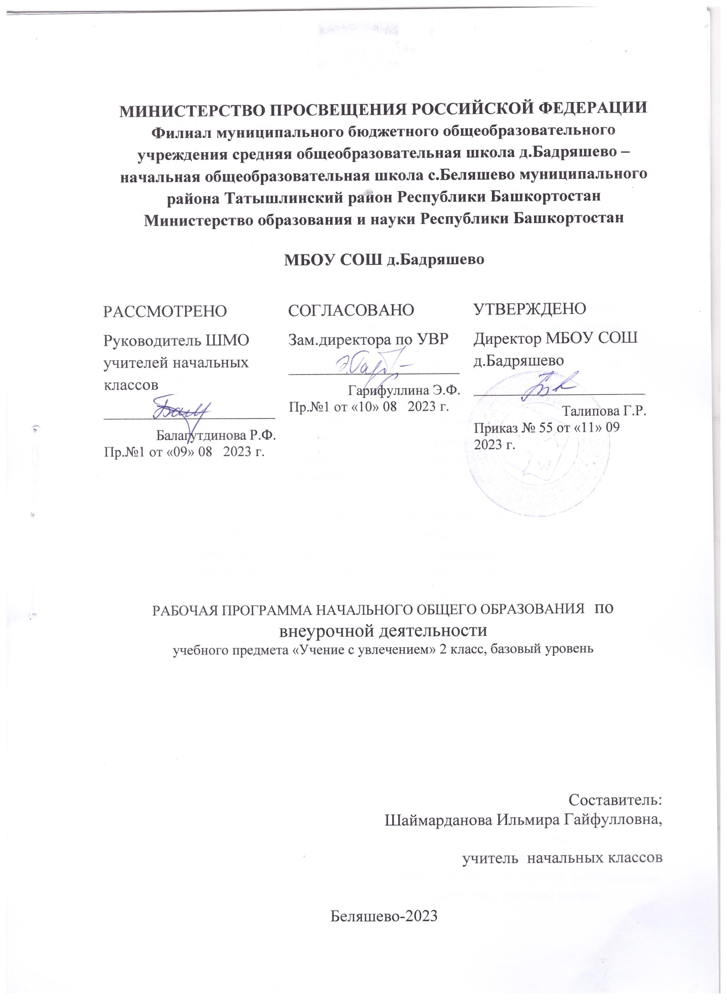 МИНИСТЕРСТВО ПРОСВЕЩЕНИЯ РОССИЙСКОЙ ФЕДЕРАЦИИ
Филиал муниципального бюджетного общеобразовательного
учреждения средняя общеобразовательная школа д.Бадряшево –
начальная общеобразовательная школа с.Беляшево муниципального
района Татышлинский район Республики Башкортостан
Министерство образования и науки Республики Башкортостан
МБОУ СОШ д.Бадряшево
РАССМОТРЕНО
Руководитель ШМО
учителей начальных
классов
Балагутдинова Р.Ф.
Пр.№1 от «09» 08 2023 г.
СОГЛАСОВАНО
Зам.директора по УВР
Гарифуллина Э.Ф.
Пр.№1 от «10» 08 2023 г.
УТВЕРЖДЕНО
Директор МБОУ СОШ
д.Бадряшево
Талипова Г.Р.
Приказ № 55 от «11» 09
2023 г.
РАБОЧАЯ ПРОГРАММА НАЧАЛЬНОГО ОБЩЕГО ОБРАЗОВАНИЯ ПО
внеурочной деятельности
учебного предмета «Учение с увлечением» 2 класс, базовый уровень
Составитель:
Шаймарданова Ильмира Гайфулловна,
учитель начальных классов
Беляшево-2023